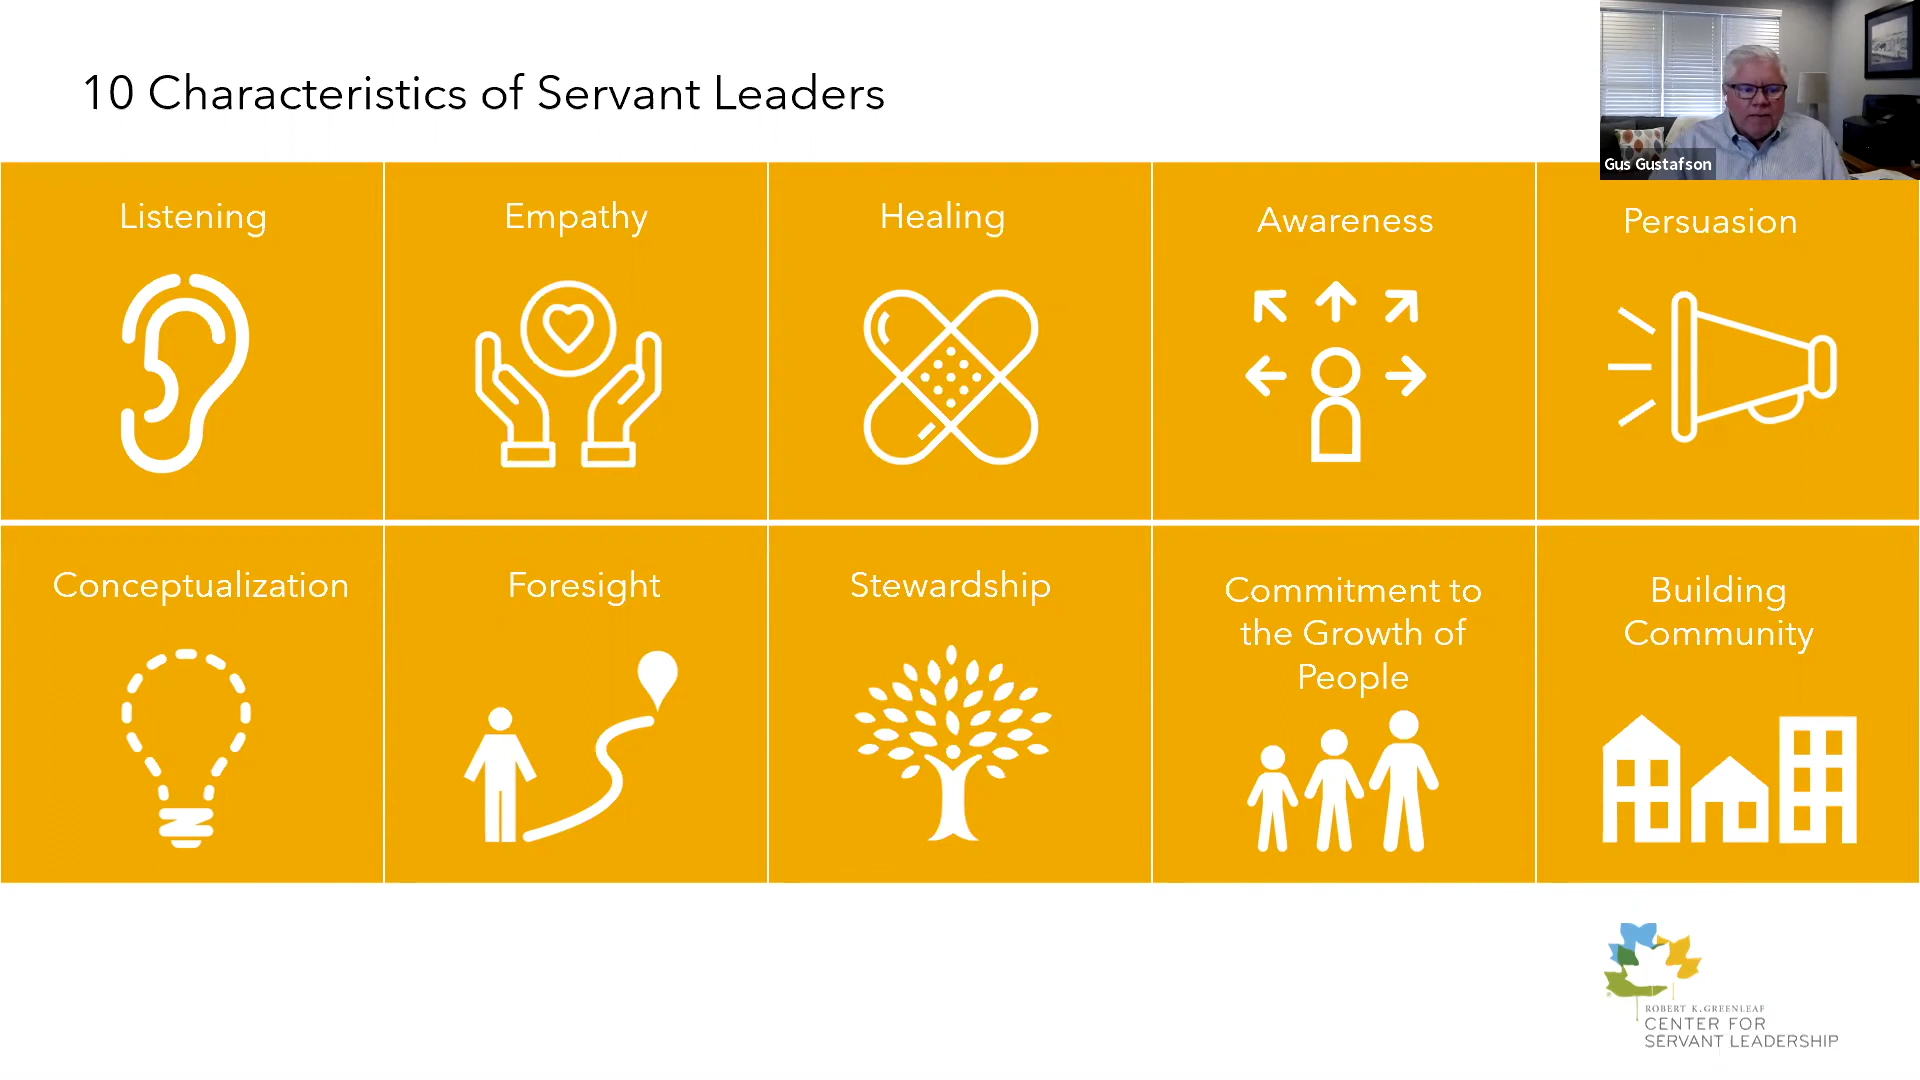 10 Characteristics of Servant Leaders
Gus Gustafson
Listening
Empathy
Healing
Awareness
Persuasion
Conceptualization
Foresight
Stewardship
Commitment to
the Growth of
People
Building
Community
ROBERT K. GREENLEAF
CENTER FOR
SERVANT LEADERSHIP